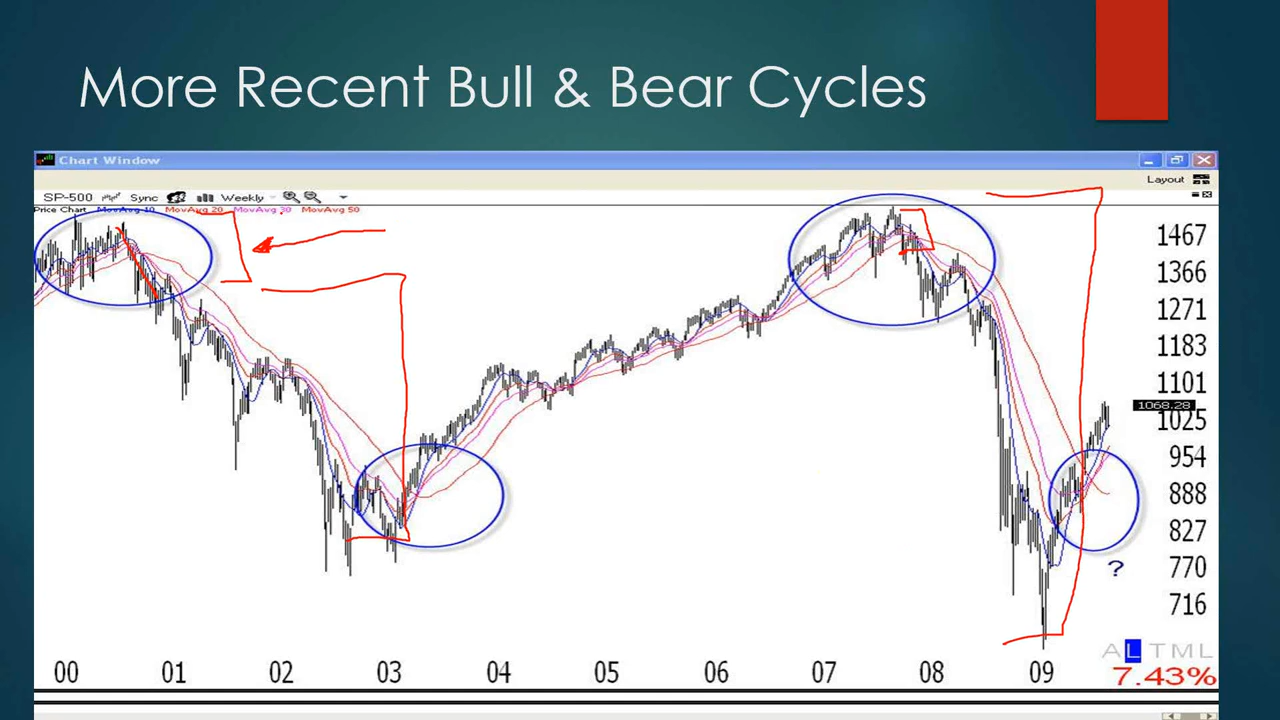 More Recent Bull & Bear Cycles
Chart Window
Layout
SP-500 Sync Weekly
Price Chart MovAvg 10 MovAvg 20 MovAvg 30 MovAvg 50
1467
1366
1271
1183
1101
1068.28
1025
954
888
827
770
716
?
A L T M L
7.43%
00 01 02 03 04 05 06 07 08 09